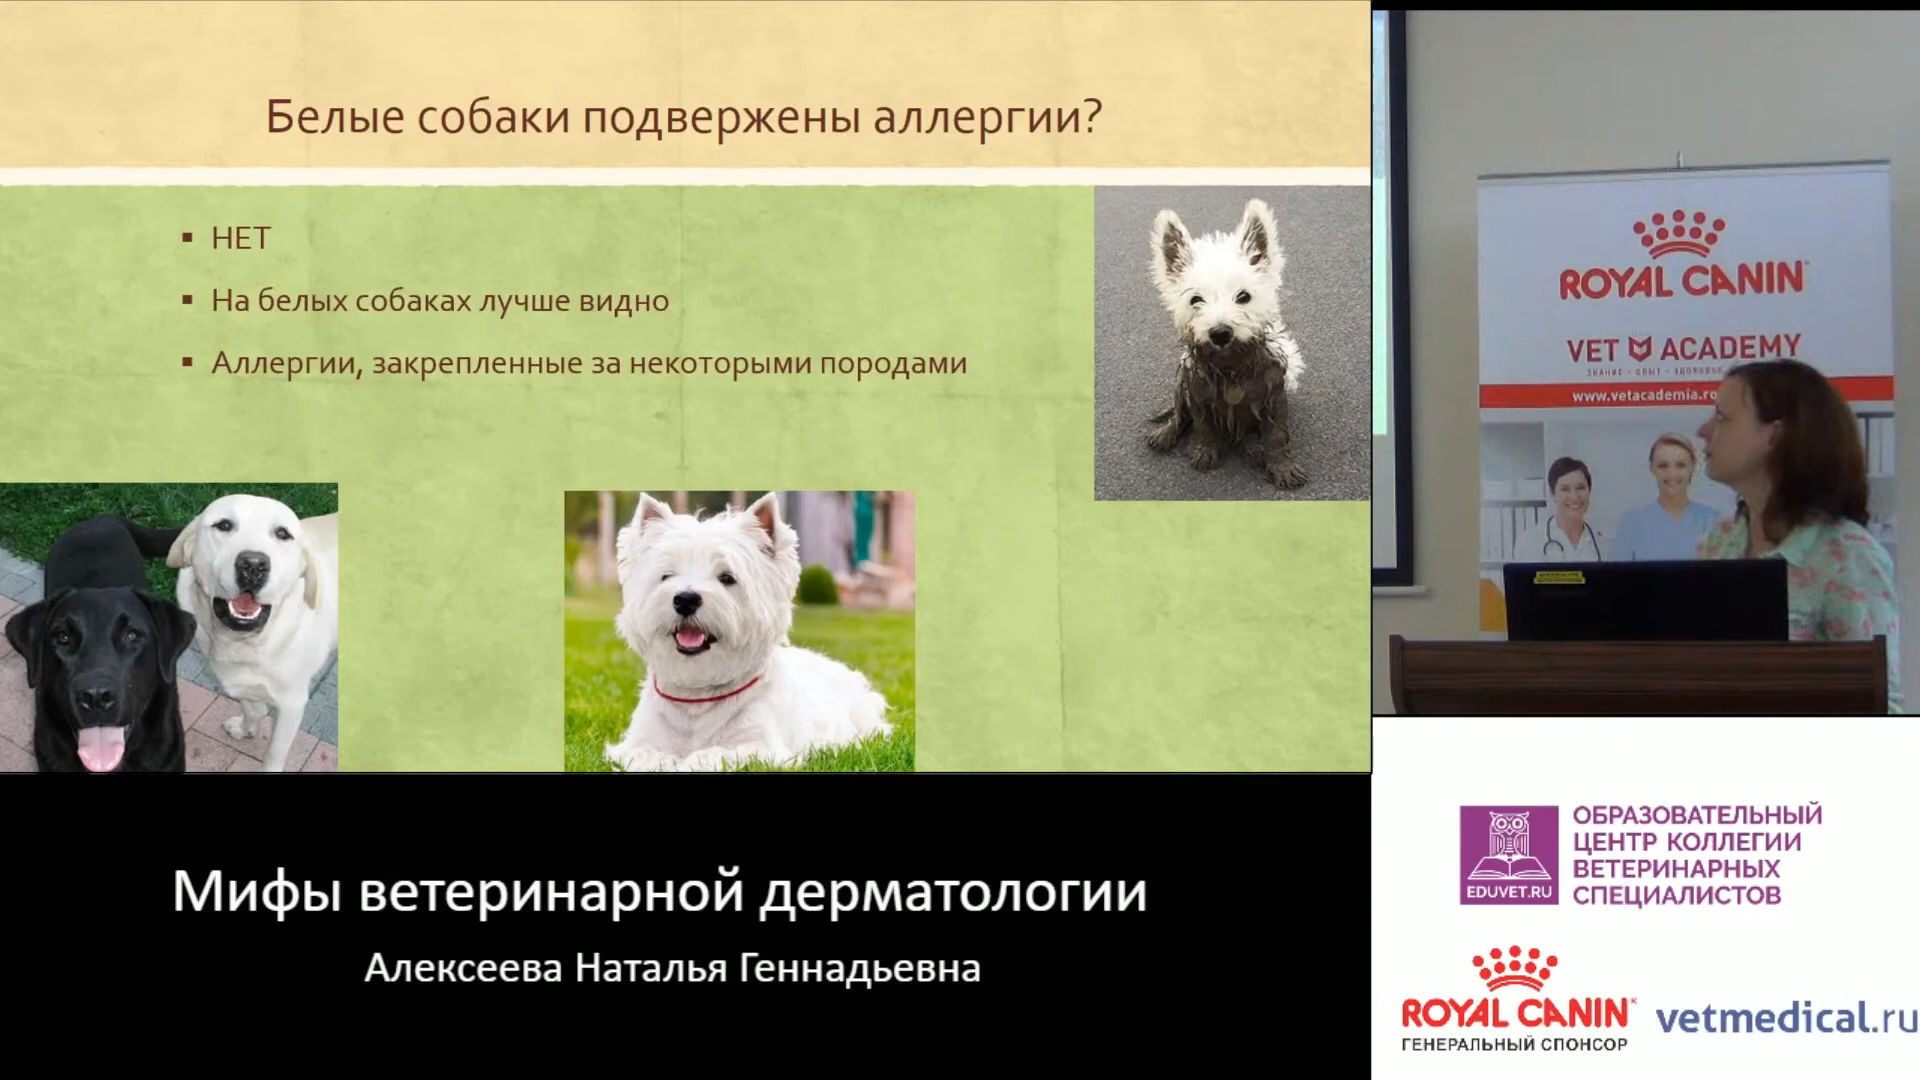 Белые собаки подвержены аллергии?
▪ НЕТ
▪ На белых собаках лучше видно
▪ Аллергии, закрепленные за некоторыми породами
ROYAL CANIN
VET ACADEMY
www.vetacademia.ro
Мифы ветеринарной дерматологии
Алексеева Наталья Геннадьевна
ОБРАЗОВАТЕЛЬНЫЙ
ЦЕНТР КОЛЛЕГИИ
ВЕТЕРИНАРНЫХ
СПЕЦИАЛИСТОВ
EDUVET.RU
ROYAL CANIN
ГЕНЕРАЛЬНЫЙ СПОНСОР
vetmedical.ru